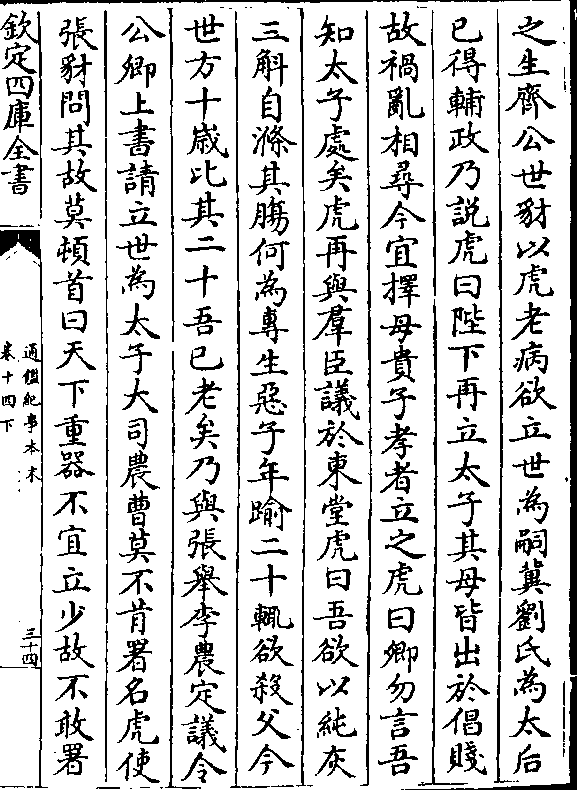 之生齊公世豺以虎老病欲立世為嗣冀劉氏為太后
已得輔政乃説虎曰陛下再立太子其母皆出於倡賤
故禍亂相尋今宜擇母貴子孝者立之虎曰卿勿言吾
知太子處矣虎再與羣臣議於東堂虎曰吾欲以純灰
三斛自滌其腸何為專生惡子年踰二十輒欲殺父今
世方十歳比其二十吾已老矣乃與張舉李農定議令
公卿上書請立世為太子大司農曹莫不肯署名虎使
張豺問其故莫頓首曰天下重器不宜立少故不敢署
欽定四庫全書
通鑑紀事本末
卷十四下
三十四